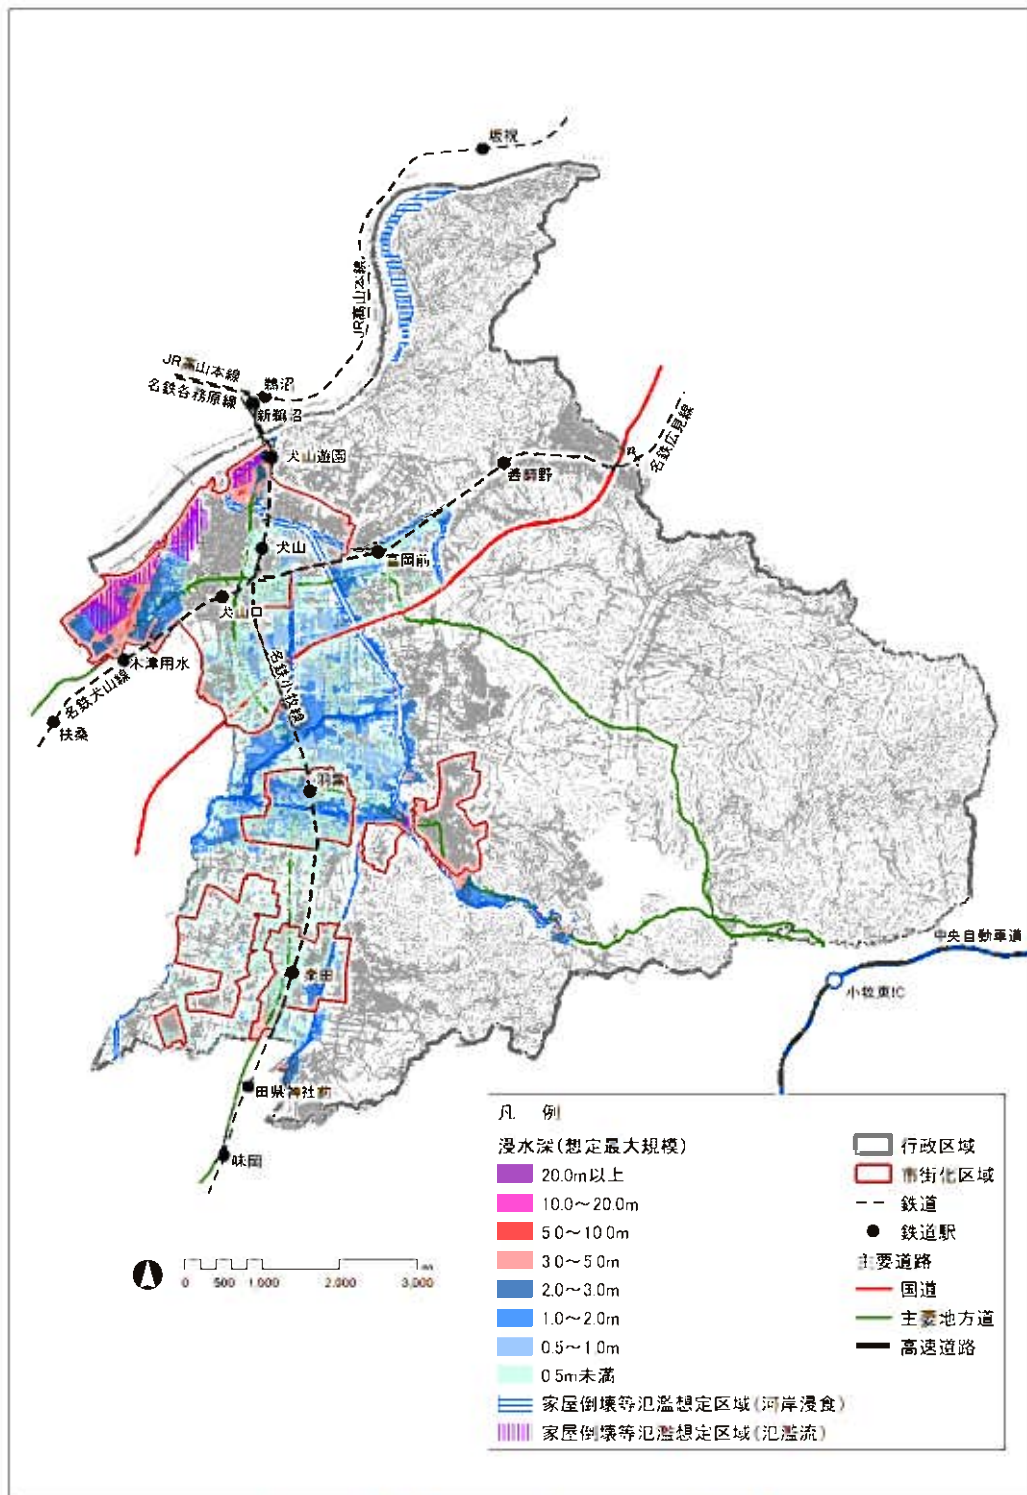 坂祝
JR高山本線
JR高山本線
名鉄各務原線
鵜沼
新鵜沼
犬山遊園
名鉄広見線
善師野
犬山
富岡前
犬山口
木津用水
名鉄犬山線
名鉄小牧線
扶桑
羽黒
楽田
中央自動車道
小牧東IC
田県神社前
味岡
0 500 1,000 2,000 3,000
凡 例
浸水深(想定最大規模)
20.0m以上
10.0～20.0m
5.0～10.0m
3.0～5.0m
2.0～3.0m
1.0～2.0m
0.5～1.0m
0.5m未満
家屋倒壊等氾濫想定区域(河岸浸食)
家屋倒壊等氾濫想定区域(氾濫流)
行政区域
市街化区域
鉄道
鉄道駅
主要道路
国道
主要地方道
高速道路